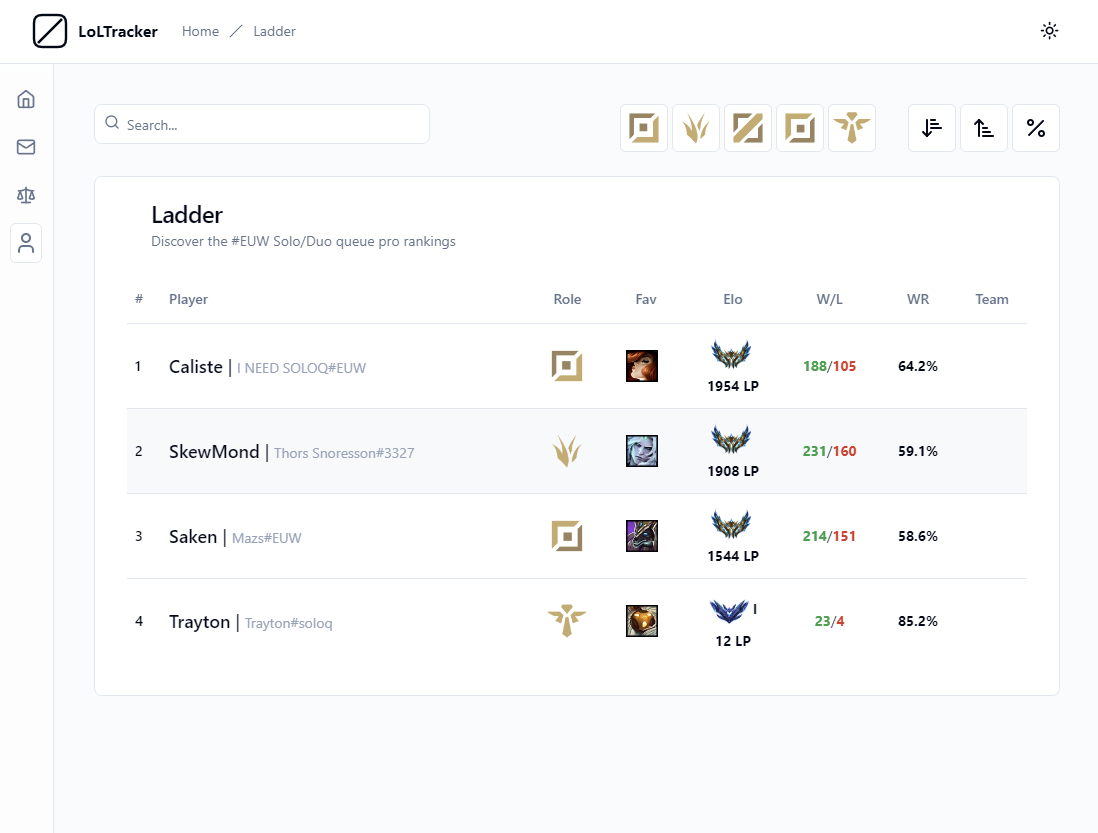 LoLTracker Home Ladder
Search...
Ladder
Discover the #EUW Solo/Duo queue pro rankings
# Player Role Fav Elo W/L WR Team
1 Caliste | I NEED SOLOQ#EUW 1954 LP 188/105 64.2%
2 SkewMond | Thors Snoresson#3327 1908 LP 231/160 59.1%
3 Saken | Mazs#EUW 1544 LP 214/151 58.6%
4 Trayton | Trayton#soloq I 12 LP 23/4 85.2%